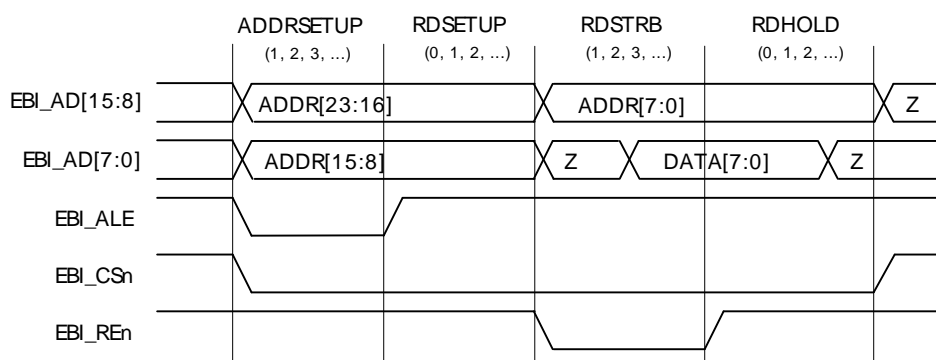 ADDRSETUP RDSETUP RDSTRB RDHOLD
(1, 2, 3, ...) (0, 1, 2, ...) (1, 2, 3, ...) (0, 1, 2, ...)
EBI_AD[15:8] ADDR[23:16] ADDR[7:0] Z
EBI_AD[7:0] ADDR[15:8] Z DATA[7:0] Z
EBI_ALE
EBI_CSn
EBI_REn